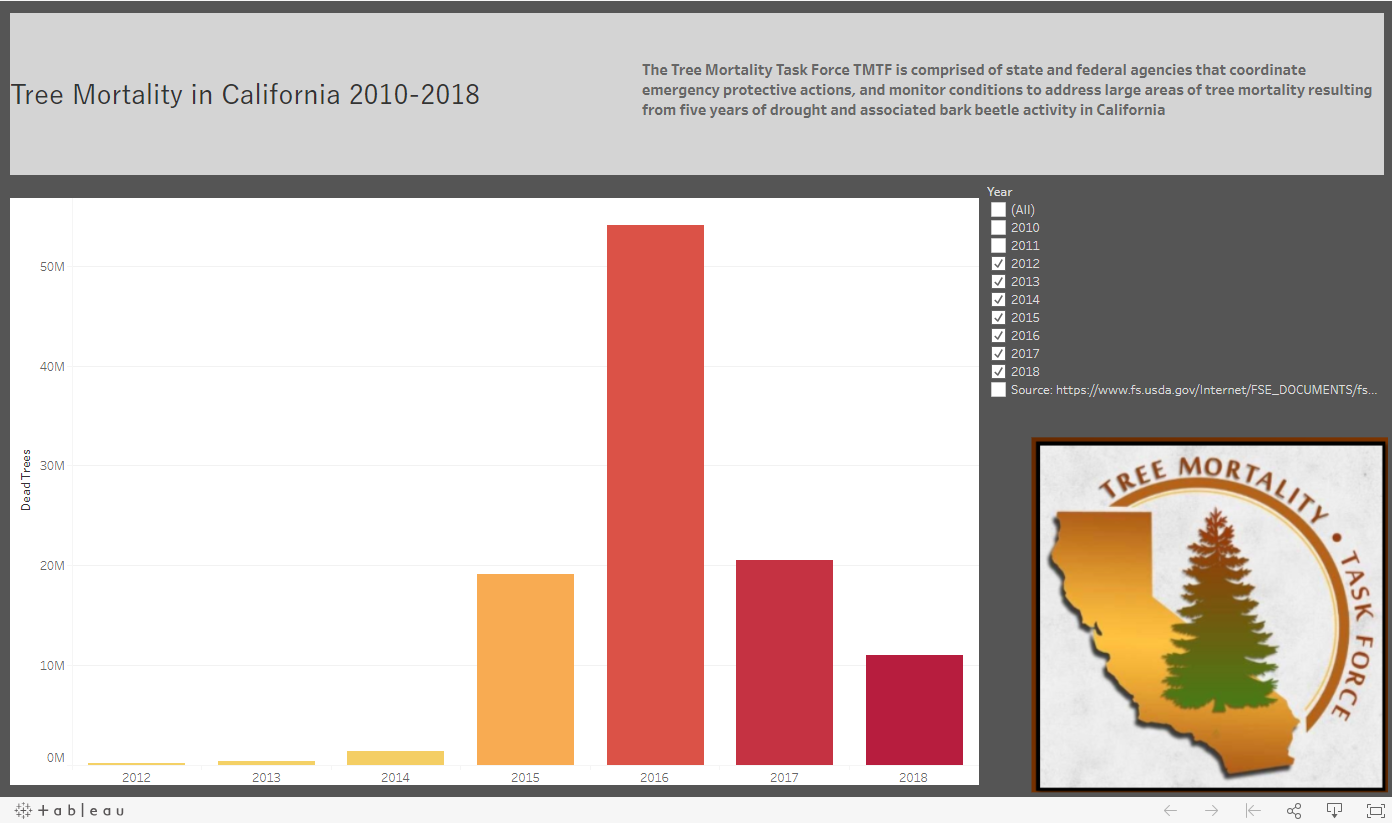 Tree Mortality in California 2010-2018
The Tree Mortality Task Force TMTF is comprised of state and federal agencies that coordinate
emergency protective actions, and monitor conditions to address large areas of tree mortality resulting
from five years of drought and associated bark beetle activity in California
Dead Trees
50M
40M
30M
20M
10M
0M
2012
2013
2014
2015
2016
2017
2018
Year
(All)
2010
2011
2012
2013
2014
2015
2016
2017
2018
Source: https://www.fs.usda.gov/Internet/FSE_DOCUMENTS/fs...
TREE MORTALITY • TASK FORCE
+ a b l e a u